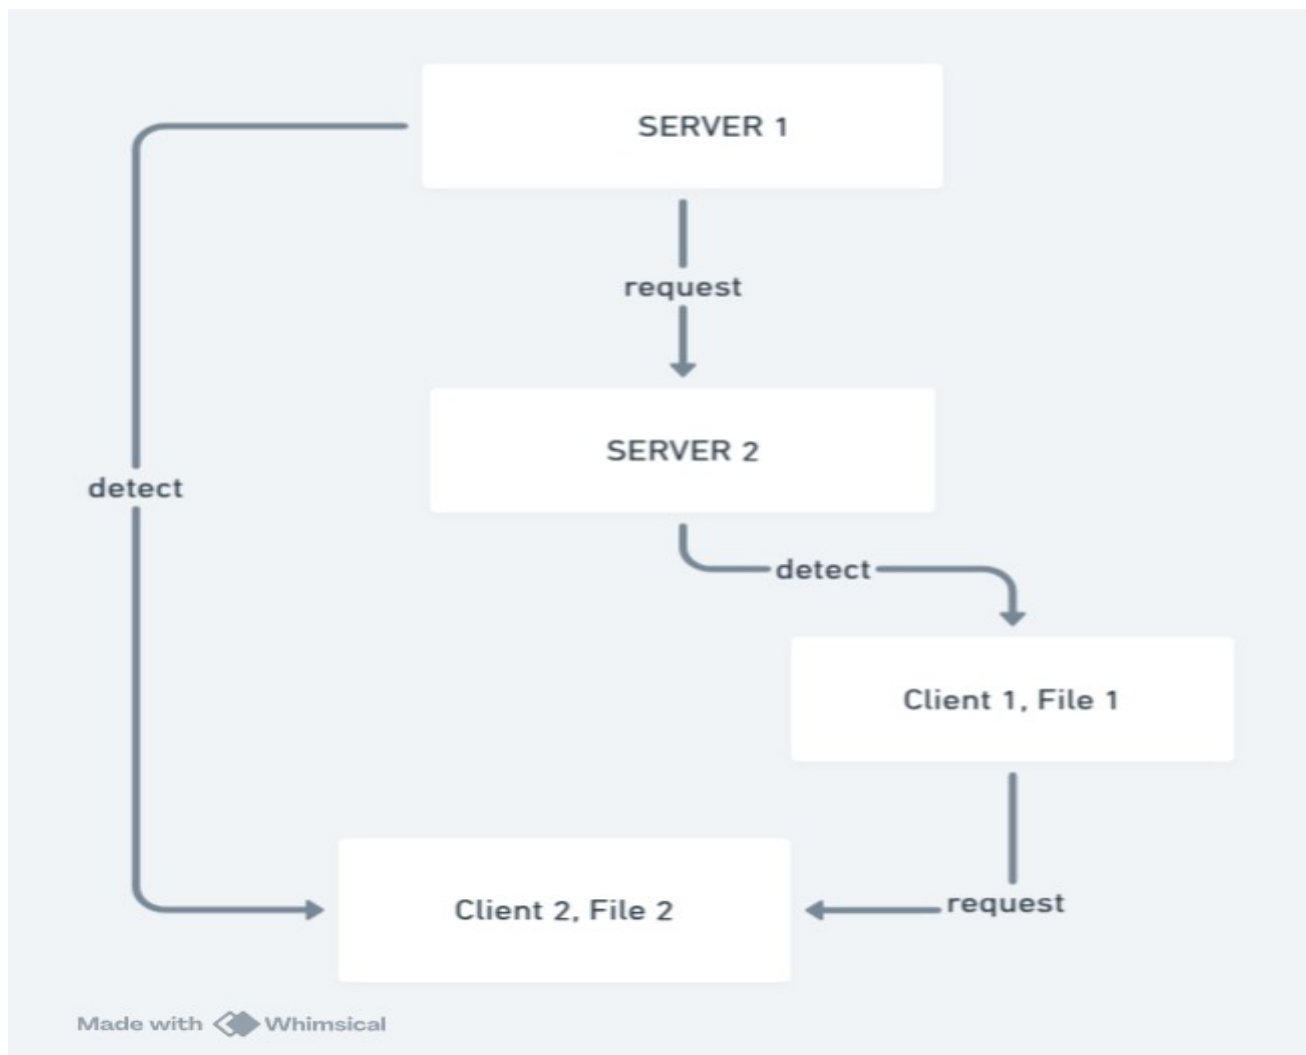 SERVER 1
request
SERVER 2
detect
detect
Client 1, File 1
request
Client 2, File 2
Made with Whimsical